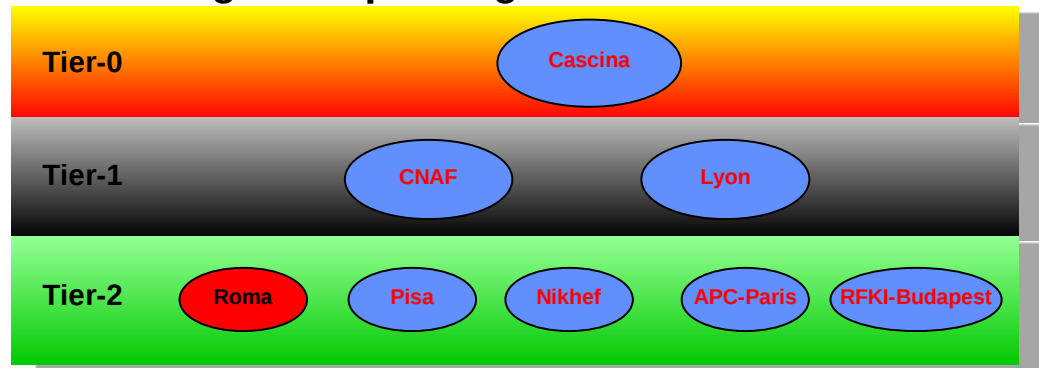 Tier-0
Cascina
Tier-1
CNAF
Lyon
Tier-2
Roma
Pisa
Nikhef
APC-Paris
RFKI-Budapest